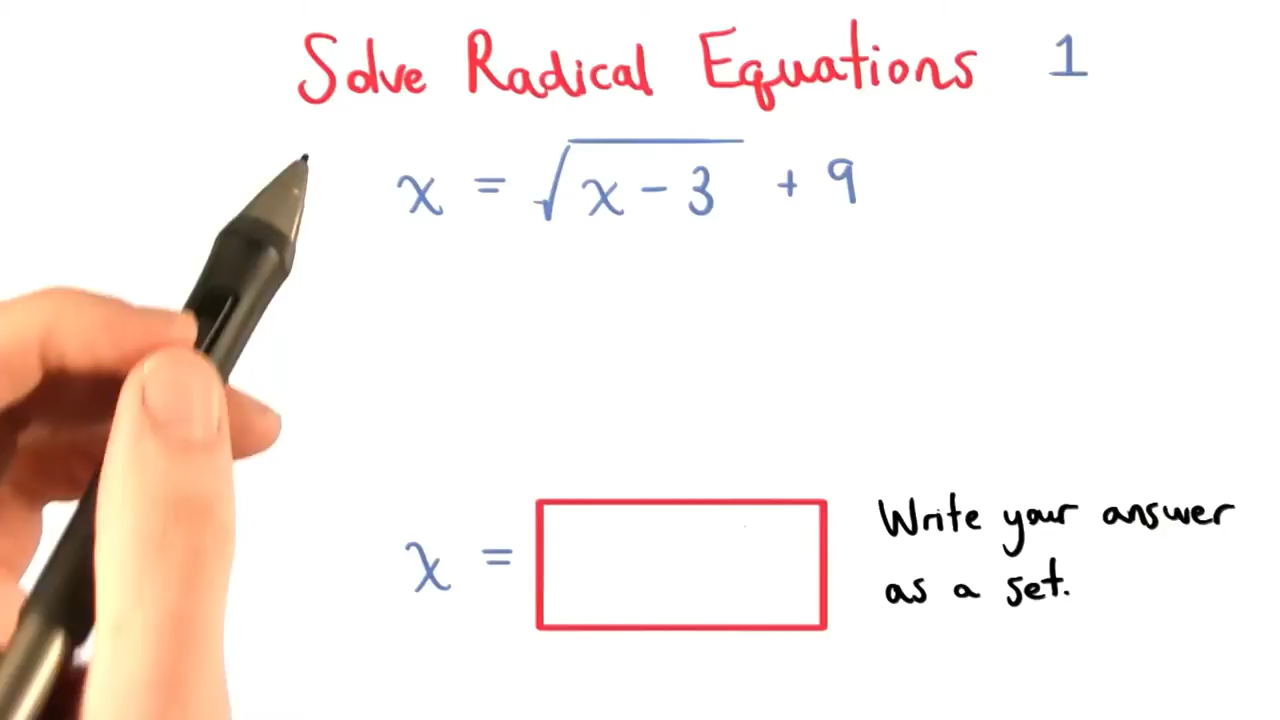 Solve Radical Equations 1
x = √(x - 3) + 9
x =
Write your answer
as a set.